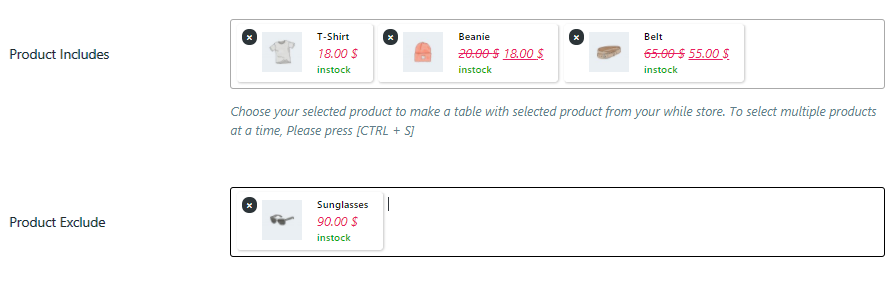 Product Includes
T-Shirt
18.00 $
instock
Beanie
20.00 $ 18.00 $
instock
Belt
65.00 $ 55.00 $
instock
Choose your selected product to make a table with selected product from your while store. To select multiple products
at a time, Please press [CTRL + S]
Product Exclude
Sunglasses
90.00 $
instock